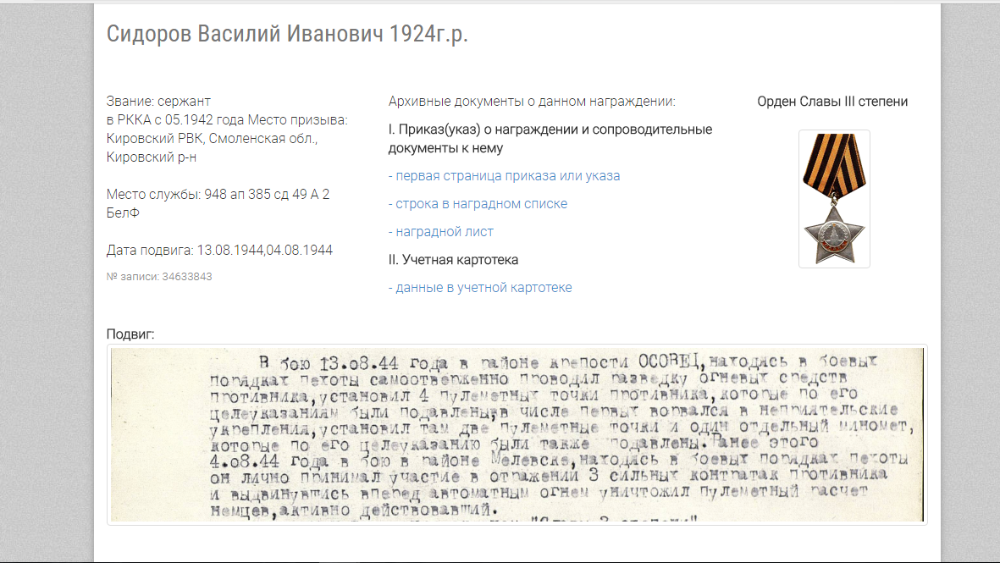 Сидоров Василий Иванович 1924г.р.
Звание: сержант
в РККА с 05.1942 года Место призыва:
Кировский РВК, Смоленская обл.,
Кировский р-н
Место службы: 948 ап 385 сд 49 А 2
БелФ
Дата подвига: 13.08.1944,04.08.1944
№ записи: 34633843
Архивные документы о данном награждении:
I. Приказ(указ) о награждении и сопроводительные
документы к нему
- первая страница приказа или указа
- строка в наградном списке
- наградной лист
II. Учетная картотека
- данные в учетной картотеке
Орден Славы III степени
Подвиг:
В бою 13.08.44 года в районе крепости ОСОВЕЦ,находясь в боевых
порядках пехоты самоотверженно проводил разведку огневых средств
противника,установил 4 пулеметных точки противника,которые по его
целеуказаниям были подавлены,в числе первых ворвался в неприятельские
укрепления,установил там две пулеметные точки и один отдельный миномет,
которые по его целеуказанию были также подавлены.Ранее этого
4.08.44 года в бою в районе Мелевске,находясь в боевых порядках пехоты
он лично принимал участие в отражении 3 сильных контратак противника
и выдвинувшись вперед автоматным огнем уничтожил пулеметный расчет
немцев,активно действовавший.